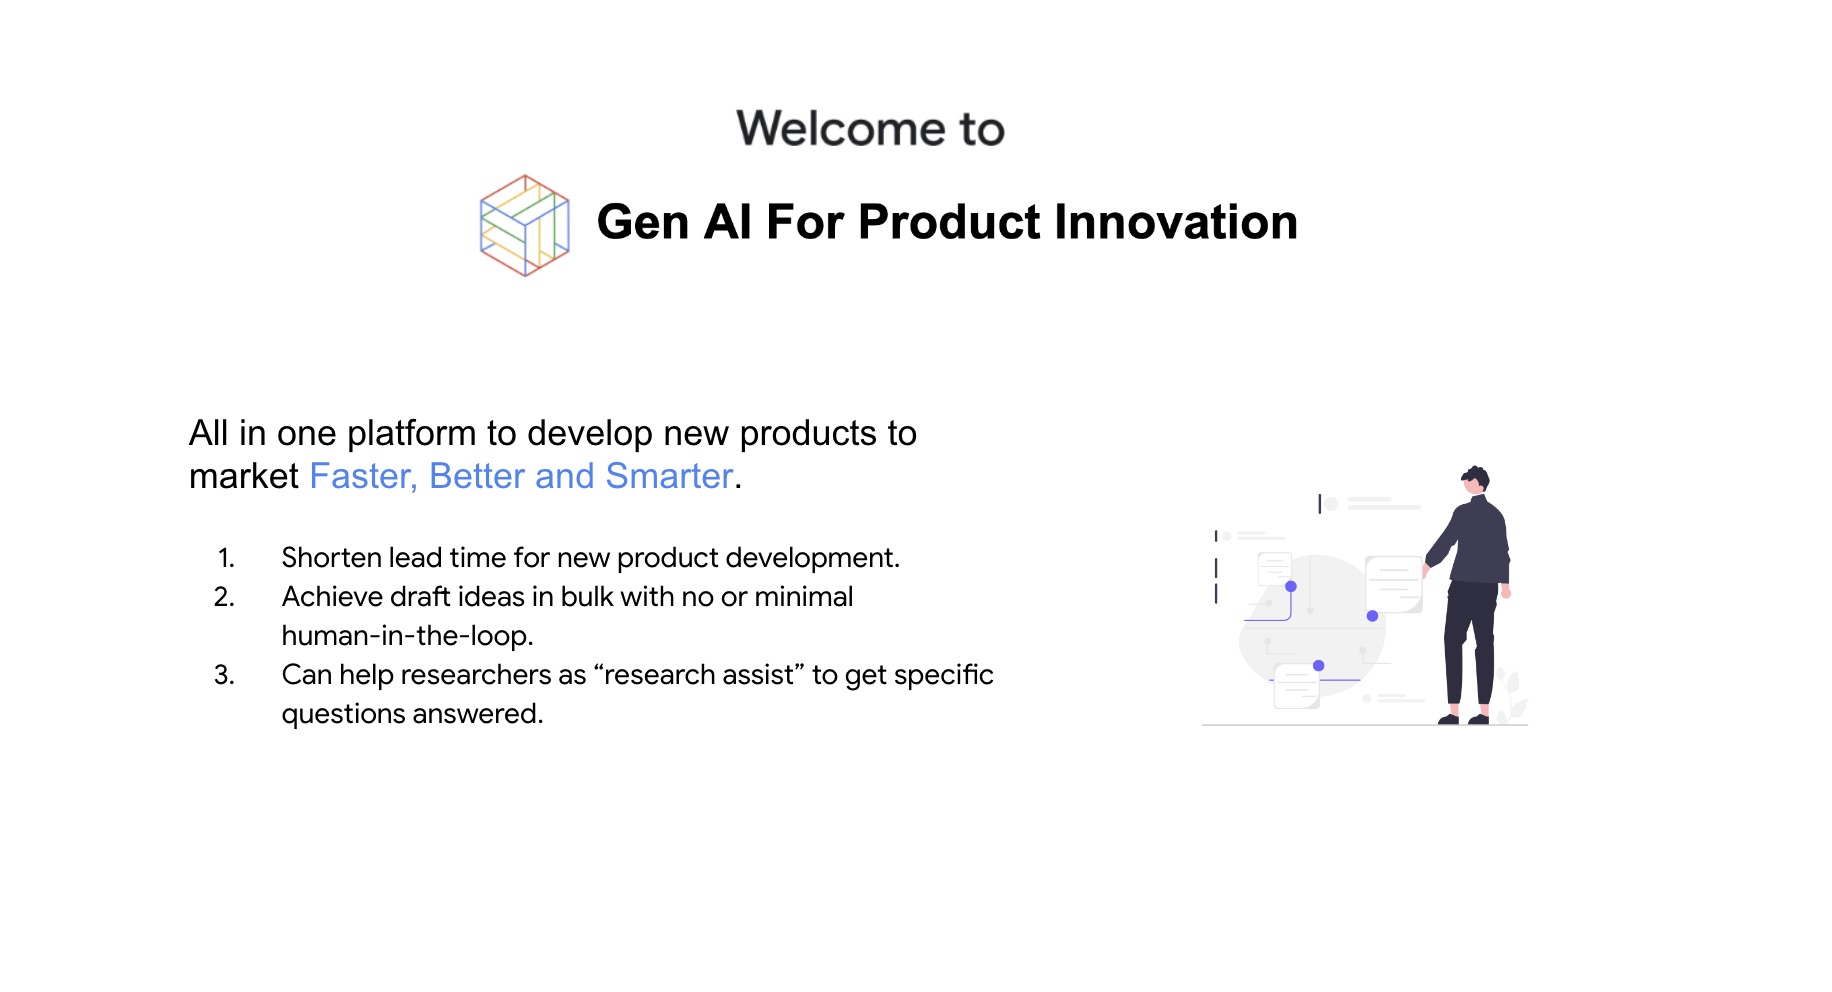 Welcome to
Gen AI For Product Innovation
All in one platform to develop new products to
market Faster, Better and Smarter.
1. Shorten lead time for new product development.
2. Achieve draft ideas in bulk with no or minimal
human-in-the-loop.
3. Can help researchers as “research assist” to get specific
questions answered.